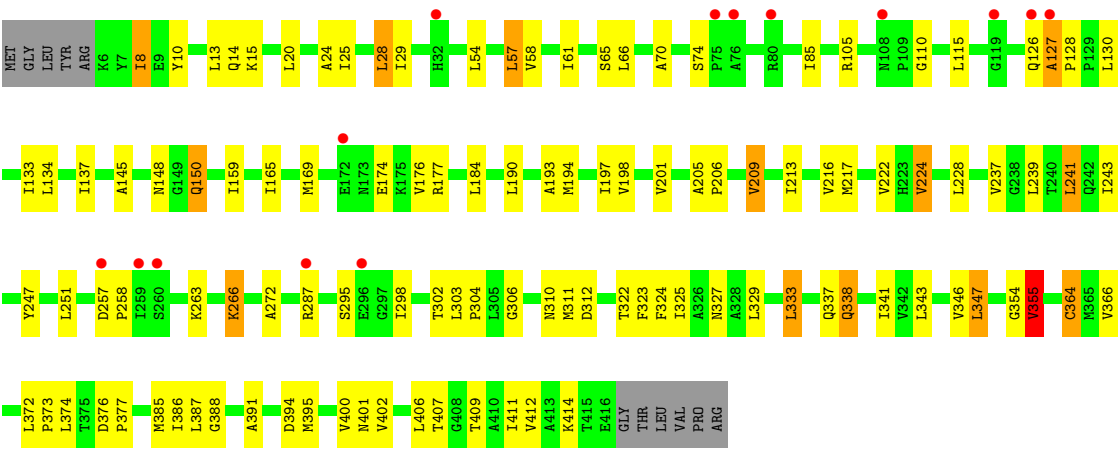 MET GLY LEU TYR ARG K6 Y7 I8 E9 Y10 L13 Q14 K15 L20 A24 I25 L28 I29 H32 L54 L57 V58 I61 S65 L66 A70 S74 P75 A76 R80 I85 R105 N108 P109 G110 L115 G119 Q126 A127 P128 P129 L130
I133 L134 I137 A145 N148 G149 Q150 I159 I165 M169 E172 N173 E174 K175 V176 R177 L184 L190 A193 M194 I197 V198 V201 A205 P206 V209 I213 V216 M217 V222 H223 V224 L228 V237 G238 L239 T240 L241 Q242 I243
Y247 L251 D257 P258 I259 S260 K263 K266 A272 R287 S295 E296 G297 I298 T302 L303 P304 L305 G306 N310 M311 D312 T322 F323 F324 I325 A326 N327 A328 L329 L333 Q337 Q338 I341 V342 L343 V346 L347 G354 V355 C364 M365 V366
L372 P373 L374 T375 D376 P377 M385 I386 L387 G388 A391 D394 M395 V400 N401 V402 L406 T407 G408 T409 A410 I411 V412 A413 K414 T415 E416 GLY THR LEU VAL PRO ARG